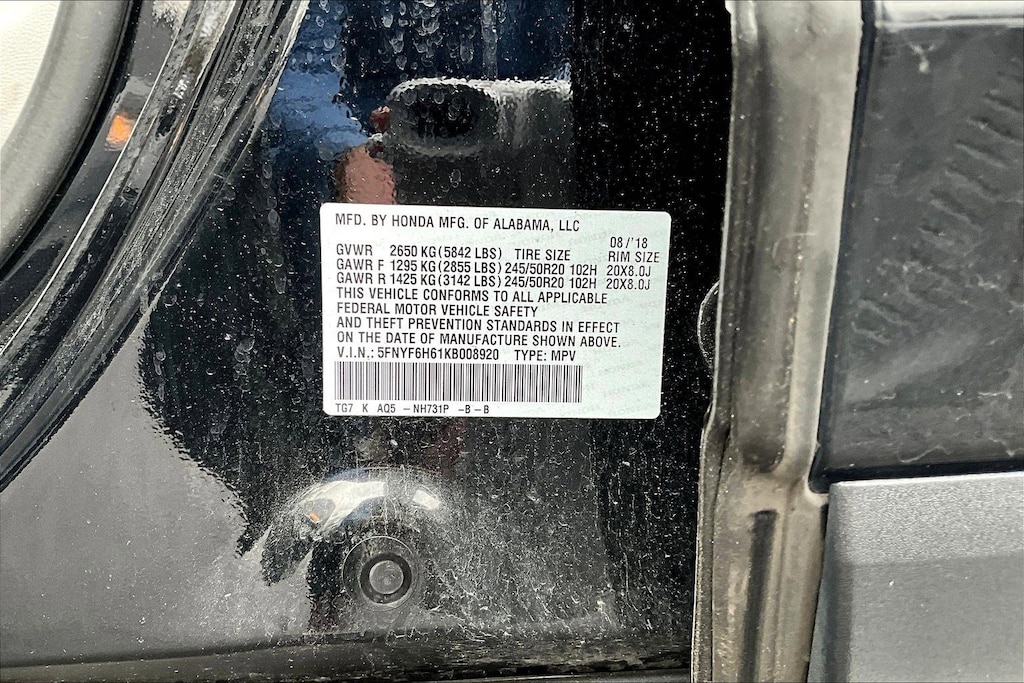 MFD. BY HONDA MFG. OF ALABAMA, LLC
08/'18
GVWR 2650 KG(5842 LBS) TIRE SIZE RIM SIZE
GAWR F 1295 KG(2855 LBS) 245/50R20 102H 20X8.0J
GAWR R 1425 KG(3142 LBS) 245/50R20 102H 20X8.0J
THIS VEHICLE CONFORMS TO ALL APPLICABLE
FEDERAL MOTOR VEHICLE SAFETY
AND THEFT PREVENTION STANDARDS IN EFFECT
ON THE DATE OF MANUFACTURE SHOWN ABOVE.
V.I.N.: 5FNYF6H61KB008920 TYPE: MPV
TG7 K AQ5 -NH731P -B-B